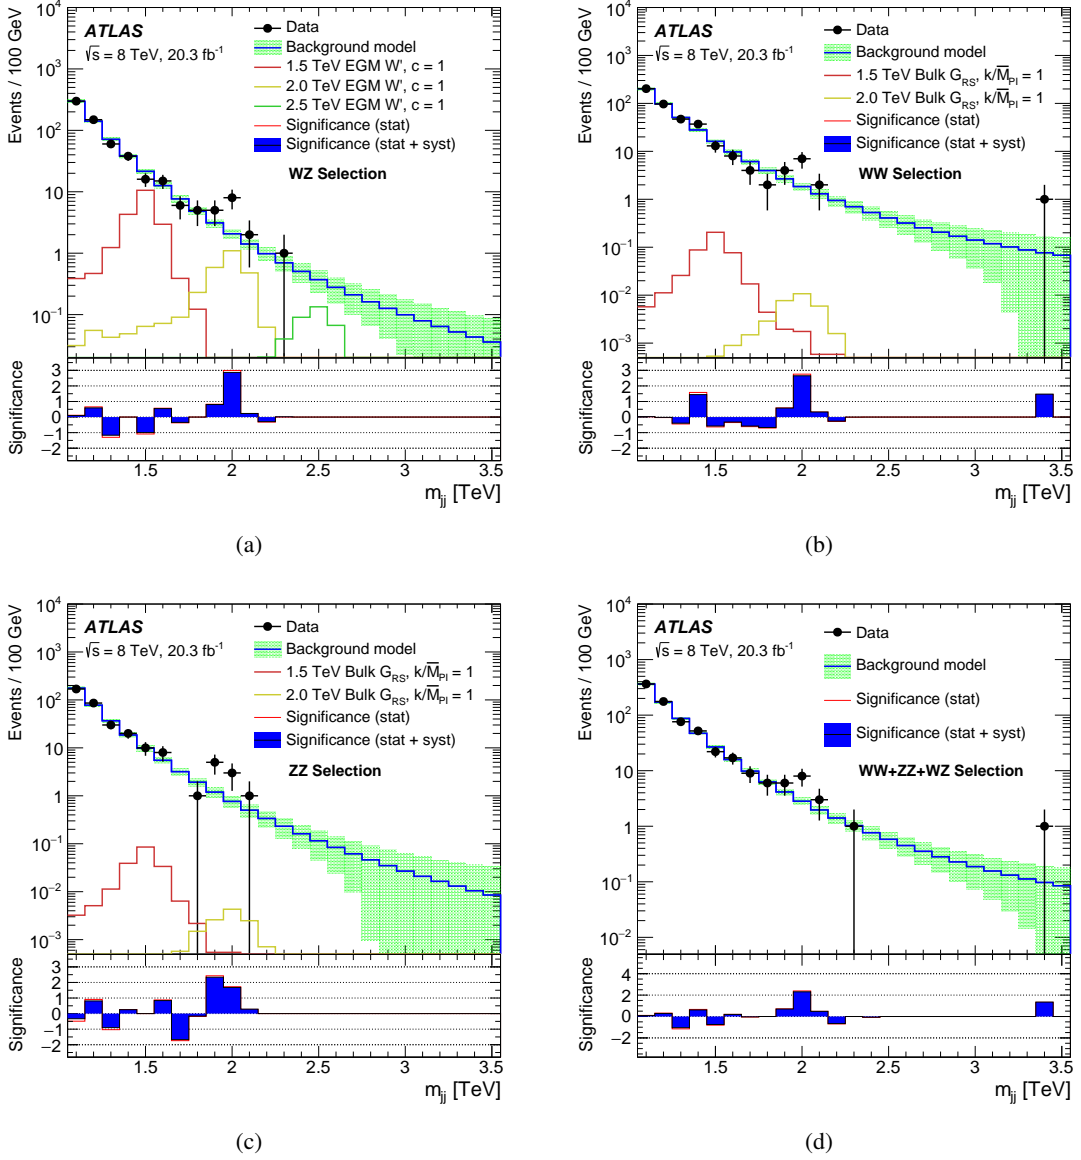 Events / 100 GeV
10⁴
10³
10²
10
1
10⁻¹
ATLAS
√s = 8 TeV, 20.3 fb⁻¹
Data
Background model
1.5 TeV EGM W', c = 1
2.0 TeV EGM W', c = 1
2.5 TeV EGM W', c = 1
Significance (stat)
Significance (stat + syst)
WZ Selection
Significance
3
2
1
0
−1
−2
1.5 2 2.5 3 3.5
m_jj [TeV]
(a)
Events / 100 GeV
10⁴
10³
10²
10
1
10⁻¹
10⁻²
10⁻³
ATLAS
√s = 8 TeV, 20.3 fb⁻¹
Data
Background model
1.5 TeV Bulk G_RS, k/M̅_Pl = 1
2.0 TeV Bulk G_RS, k/M̅_Pl = 1
Significance (stat)
Significance (stat + syst)
WW Selection
Significance
3
2
1
0
−1
−2
1.5 2 2.5 3 3.5
m_jj [TeV]
(b)
Events / 100 GeV
10⁴
10³
10²
10
1
10⁻¹
10⁻²
10⁻³
ATLAS
√s = 8 TeV, 20.3 fb⁻¹
Data
Background model
1.5 TeV Bulk G_RS, k/M̅_Pl = 1
2.0 TeV Bulk G_RS, k/M̅_Pl = 1
Significance (stat)
Significance (stat + syst)
ZZ Selection
Significance
3
2
1
0
−1
−2
1.5 2 2.5 3 3.5
m_jj [TeV]
(c)
Events / 100 GeV
10⁴
10³
10²
10
1
10⁻¹
10⁻²
ATLAS
√s = 8 TeV, 20.3 fb⁻¹
Data
Background model
Significance (stat)
Significance (stat + syst)
WW+ZZ+WZ Selection
Significance
4
2
0
−2
1.5 2 2.5 3 3.5
m_jj [TeV]
(d)